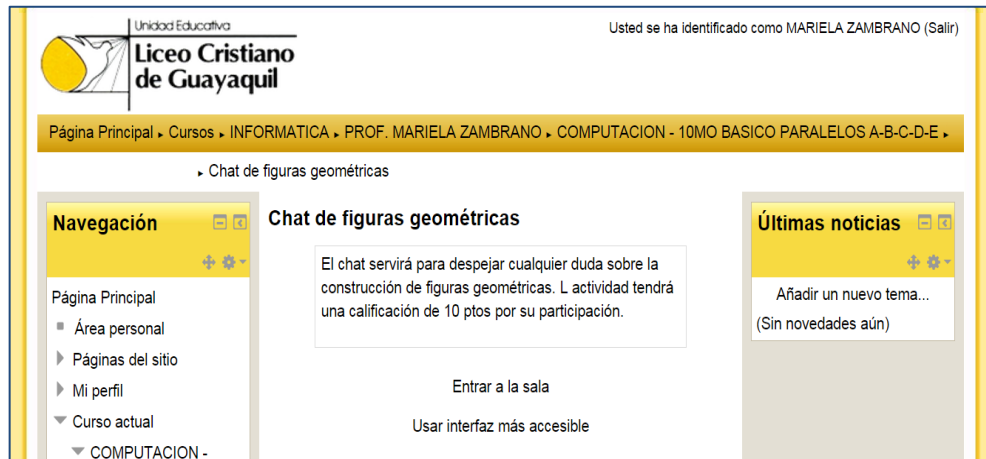 Unidad Educativa
Liceo Cristiano
de Guayaquil
Usted se ha identificado como MARIELA ZAMBRANO (Salir)
Página Principal ▸ Cursos ▸ INFORMATICA ▸ PROF. MARIELA ZAMBRANO ▸ COMPUTACION - 10MO BASICO PARALELOS A-B-C-D-E ▸
▸ Chat de figuras geométricas
Navegación
Página Principal
Área personal
Páginas del sitio
Mi perfil
Curso actual
COMPUTACION -
Chat de figuras geométricas
El chat servirá para despejar cualquier duda sobre la
construcción de figuras geométricas. L actividad tendrá
una calificación de 10 ptos por su participación.
Entrar a la sala
Usar interfaz más accesible
Últimas noticias
Añadir un nuevo tema...
(Sin novedades aún)